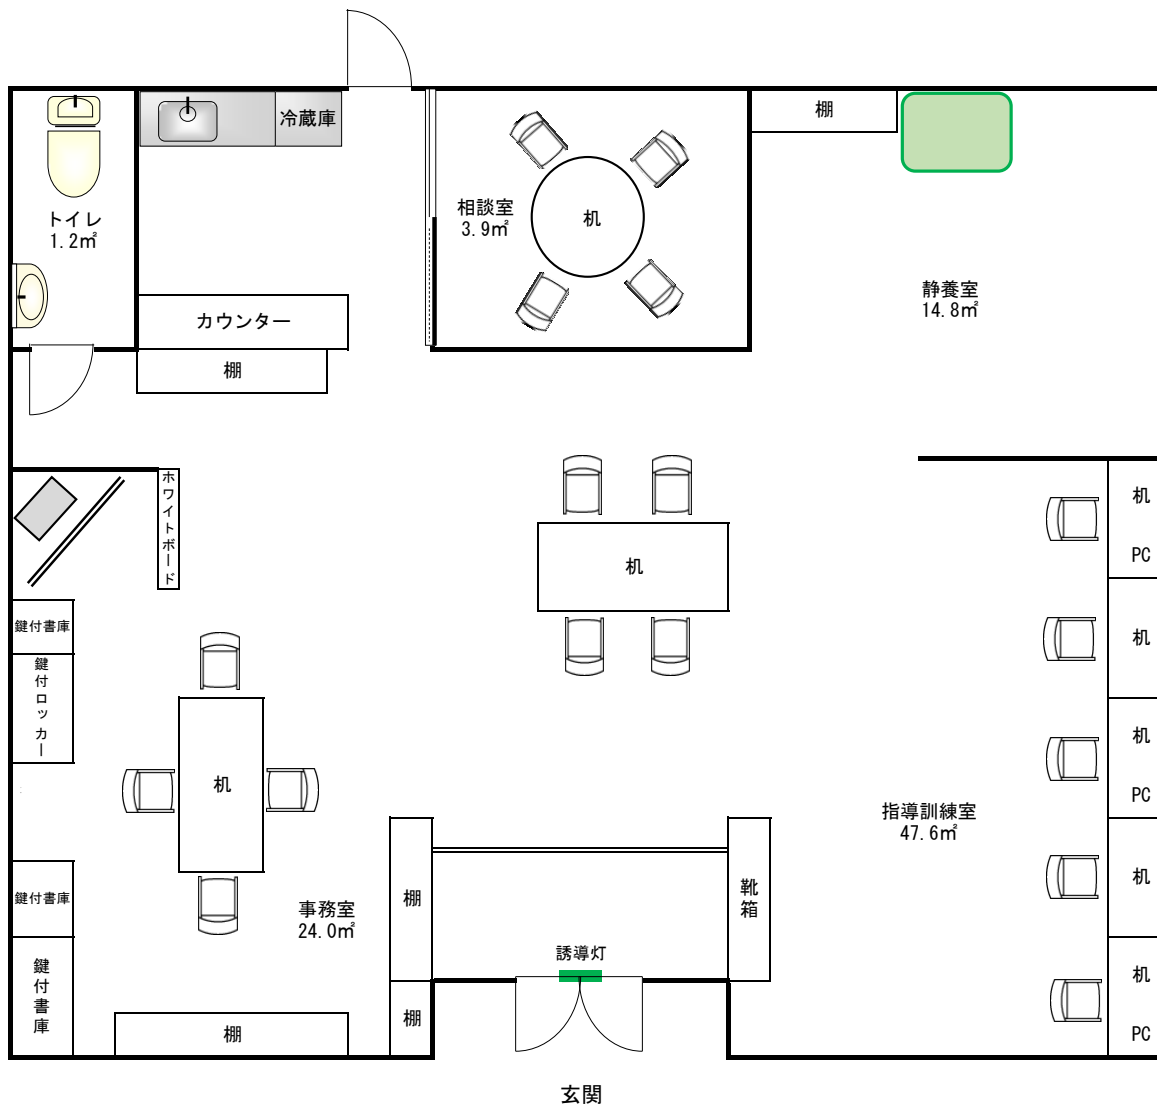 冷蔵庫
棚
トイレ
1.2㎡
相談室
3.9㎡
机
静養室
14.8㎡
カウンター
棚
ホワイトボード
机
PC
机
鍵付書庫
机
鍵付ロッカー
机
PC
机
指導訓練室
47.6㎡
机
鍵付書庫
事務室
24.0㎡
棚
靴箱
誘導灯
鍵付書庫
棚
棚
机
PC
玄関